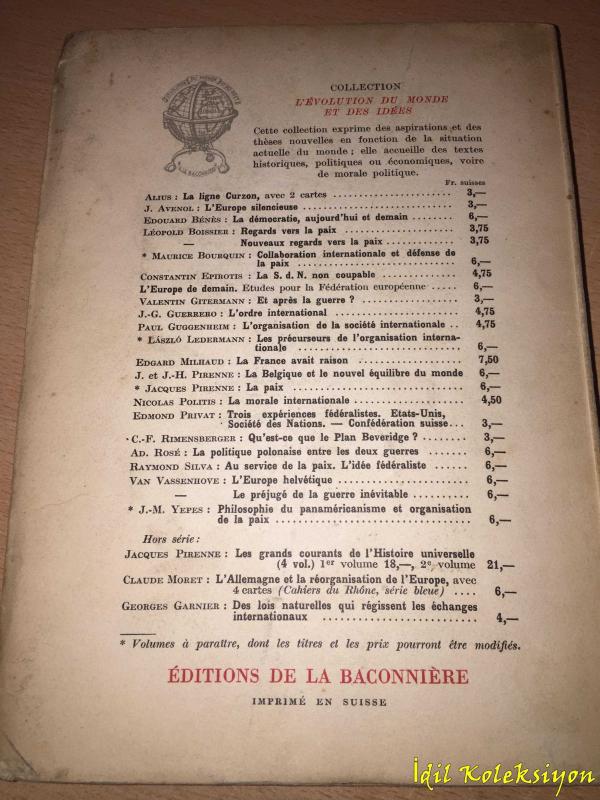 COLLECTION
L'ÉVOLUTION DU MONDE
ET DES IDÉES
Cette collection exprime des aspirations et des
thèses nouvelles en fonction de la situation
actuelle du monde ; elle accueille des textes
historiques, politiques ou économiques, voire
de morale politique.
Fr. suisses
ALIUS : La ligne Curzon, avec 2 cartes ..................... 3,—
J. AVENOL : L'Europe silencieuse ........................... 3,—
EDOUARD BÉNÈS : La démocratie, aujourd'hui et demain ....... 6,—
LÉOPOLD BOISSIER : Regards vers la paix .................... 3,75
— Nouveaux regards vers la paix ............ 3,75
* MAURICE BOURQUIN : Collaboration internationale et défense de
la paix .......................... 6,—
CONSTANTIN EPIROTIS : La S. d. N. non coupable ............. 4,75
L'Europe de demain. Etudes pour la Fédération européenne ..... 6,—
VALENTIN GITERMANN : Et après la guerre ? .................. 3,—
J.-G. GUERRERO : L'ordre international ..................... 4,75
PAUL GUGGENHEIM : L'organisation de la société internationale .. 4,75
* LÁSZLÓ LEDERMANN : Les précurseurs de l'organisation interna-
tionale .......................... 6,—
EDGARD MILHAUD : La France avait raison .................... 7,50
J. et J.-H. PIRENNE : La Belgique et le nouvel équilibre du monde 6,—
* JACQUES PIRENNE : La paix ................................ 6,—
NICOLAS POLITIS : La morale internationale ................. 4,50
EDMOND PRIVAT : Trois expériences fédéralistes. Etats-Unis,
Société des Nations. — Confédération suisse... 3,—
C.-F. RIMENSBERGER : Qu'est-ce que le Plan Beveridge ? ..... 3,—
AD. ROSÉ : La politique polonaise entre les deux guerres ... 6,—
RAYMOND SILVA : Au service de la paix. L'idée fédéraliste .. 6,—
VAN VASSENHOVE : L'Europe helvétique ....................... 6,—
— Le préjugé de la guerre inévitable ......... 6,—
* J.-M. YEPES : Philosophie du panaméricanisme et organisation
de la paix .............................. 6,—
Hors série :
JACQUES PIRENNE : Les grands courants de l'Histoire universelle
(4 vol.) 1er volume 18,—, 2e volume 21,—
CLAUDE MORET : L'Allemagne et la réorganisation de l'Europe, avec
4 cartes (Cahiers du Rhône, série bleue) .... 6,—
GEORGES GARNIER : Des lois naturelles qui régissent les échanges
internationaux ........................ 4,—
* Volumes à paraître, dont les titres et les prix pourront être modifiés.
ÉDITIONS DE LA BACONNIÈRE
IMPRIMÉ EN SUISSE
İdil Koleksiyon